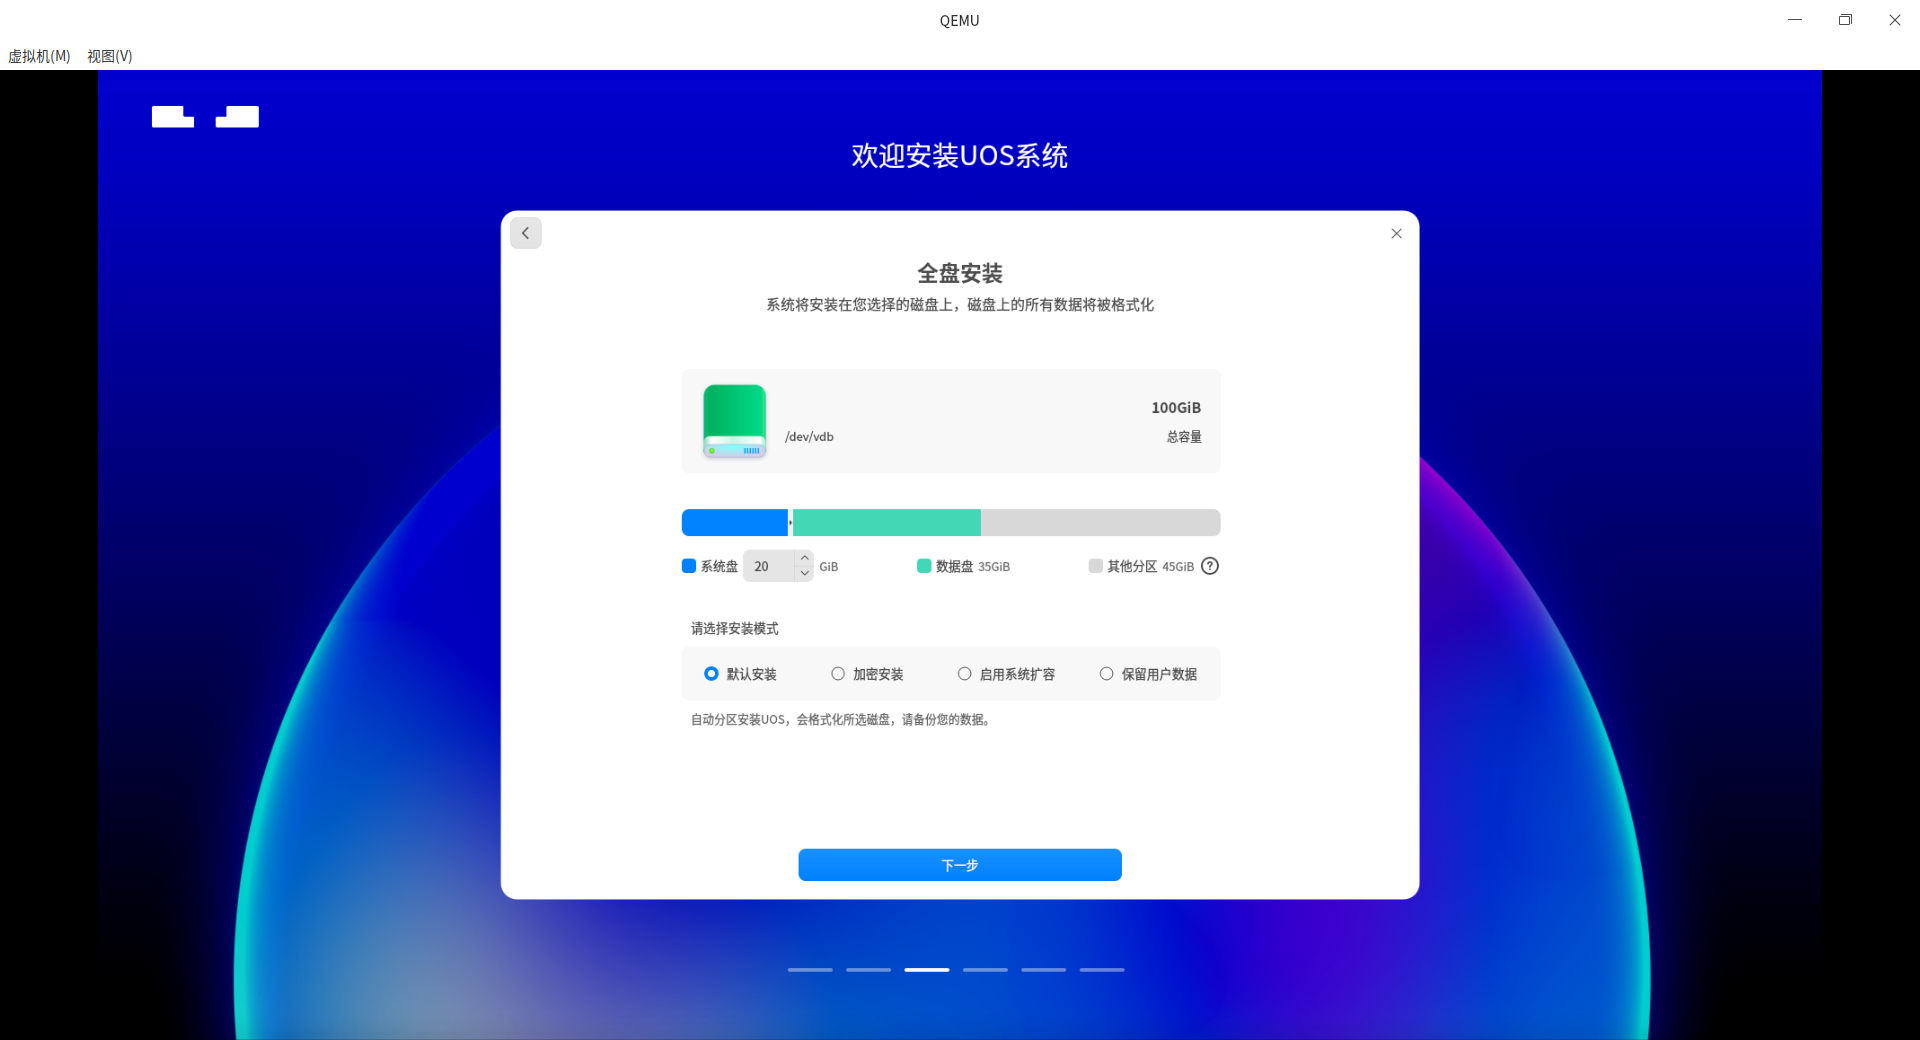 QEMU
虚拟机(M) 视图(V)
欢迎安装UOS系统
全盘安装
系统将安装在您选择的磁盘上，磁盘上的所有数据将被格式化
100GiB
/dev/vdb 总容量
系统盘 20 GiB 数据盘 35GiB 其他分区 45GiB ?
请选择安装模式
默认安装 加密安装 启用系统扩容 保留用户数据
自动分区安装UOS，会格式化所选磁盘，请备份您的数据。
下一步